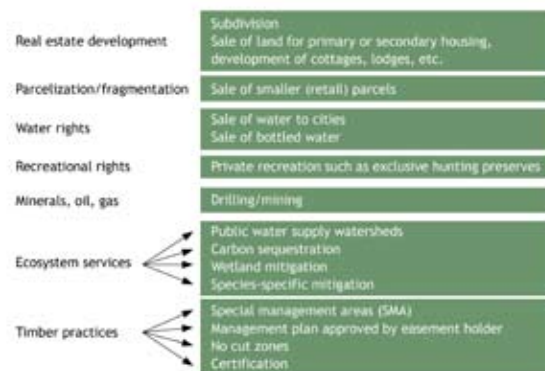 Real estate development
Subdivision
Sale of land for primary or secondary housing,
development of cottages, lodges, etc.
Parcelization/fragmentation
Sale of smaller (retail) parcels
Water rights
Sale of water to cities
Sale of bottled water
Recreational rights
Private recreation such as exclusive hunting preserves
Minerals, oil, gas
Drilling/mining
Ecosystem services
Public water supply watersheds
Carbon sequestration
Wetland mitigation
Species-specific mitigation
Timber practices
Special management areas (SMA)
Management plan approved by easement holder
No cut zones
Certification